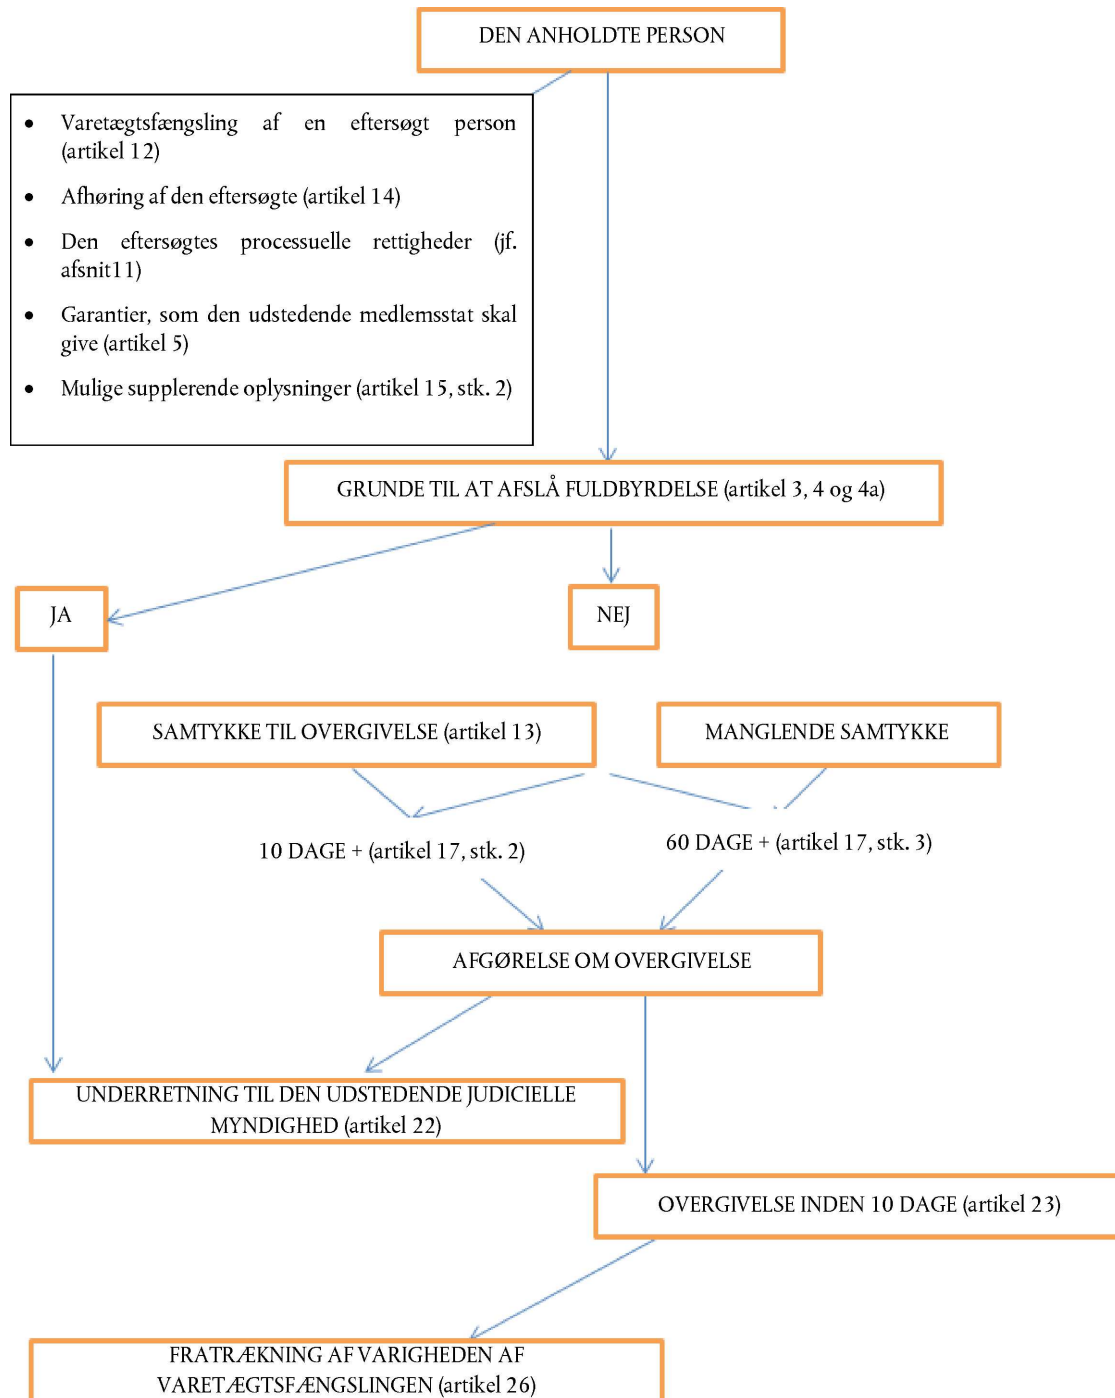 DEN ANHOLDTE PERSON
• Varetægtsfængsling af en eftersøgt person
(artikel 12)
• Afhøring af den eftersøgte (artikel 14)
• Den eftersøgtes processuelle rettigheder (jf.
afsnit11)
• Garantier, som den udstedende medlemsstat skal
give (artikel 5)
• Mulige supplerende oplysninger (artikel 15, stk. 2)
GRUNDE TIL AT AFSLÅ FULDBYRDELSE (artikel 3, 4 og 4a)
JA
NEJ
SAMTYKKE TIL OVERGIVELSE (artikel 13)
MANGLENDE SAMTYKKE
10 DAGE + (artikel 17, stk. 2)
60 DAGE + (artikel 17, stk. 3)
AFGØRELSE OM OVERGIVELSE
UNDERRETNING TIL DEN UDSTEDENDE JUDICIELLE
MYNDIGHED (artikel 22)
OVERGIVELSE INDEN 10 DAGE (artikel 23)
FRATRÆKNING AF VARIGHEDEN AF
VARETÆGTSFÆNGSLINGEN (artikel 26)